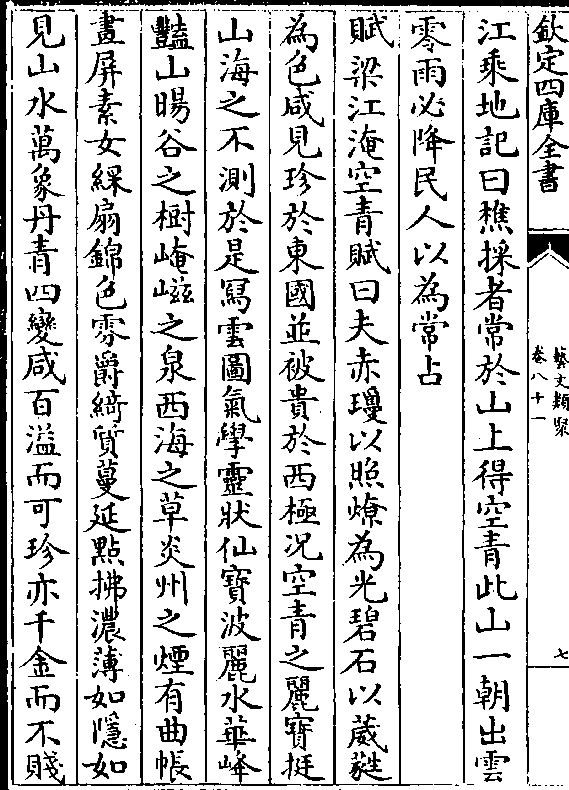 欽定四庫全書
藝文類聚
卷八十一
七
江乘地記曰樵採者常於山上得空青此山一朝出雲
零雨必降民人以為常占
賦梁江淹空青賦曰夫赤瓊以照燎為光碧石以葳蕤
為色咸見珍於東國並被貴於西極況空青之麗寶挺
山海之不測於是寫雲圖氣學靈狀仙寶波麗水華峰
豔山暘谷之樹崦嵫之泉西海之草炎州之煙有曲帳
畫屏素女綵扇錦色雰爵綺質蔓延點拂濃薄如隱如
見山水萬象丹青四變咸百溢而可珍亦千金而不賤